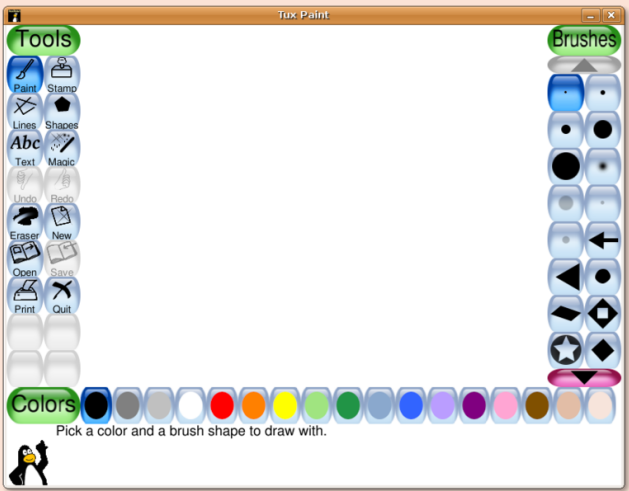 Tux Paint
Tools
Brushes
Paint Stamp
Lines Shapes
Abc
Text Magic
Undo Redo
Eraser New
Open Save
Print Quit
Colors
Pick a color and a brush shape to draw with.